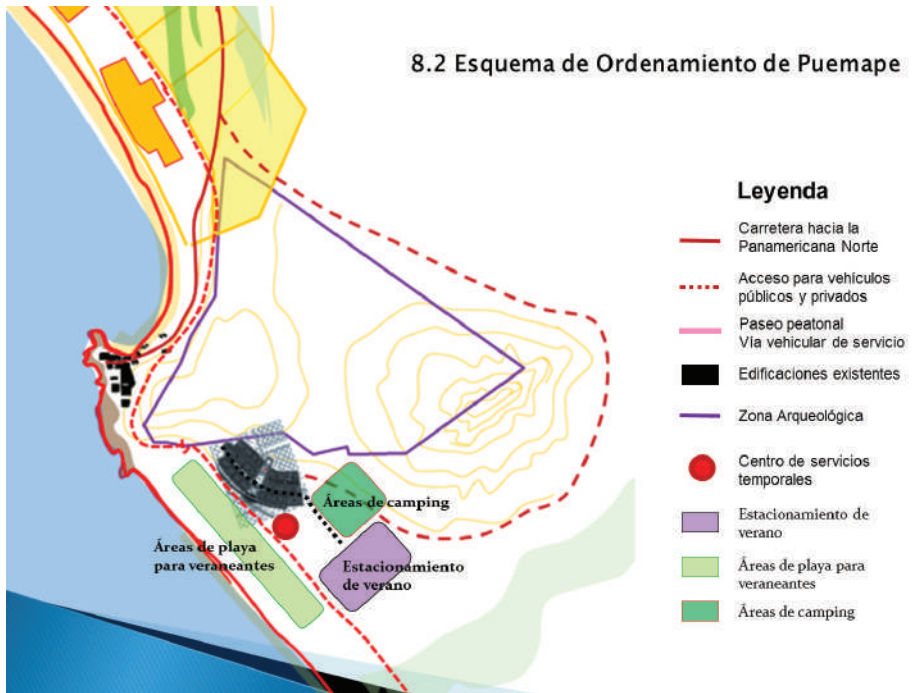 8.2 Esquema de Ordenamiento de Puemape
Leyenda
Carretera hacia la
Panamericana Norte
Acceso para vehículos
públicos y privados
Paseo peatonal
Vía vehicular de servicio
Edificaciones existentes
Zona Arqueológica
Centro de servicios
temporales
Estacionamiento de
verano
Áreas de playa para
veraneantes
Áreas de camping
Áreas de camping
Áreas de playa
para veraneantes
Estacionamiento
de verano